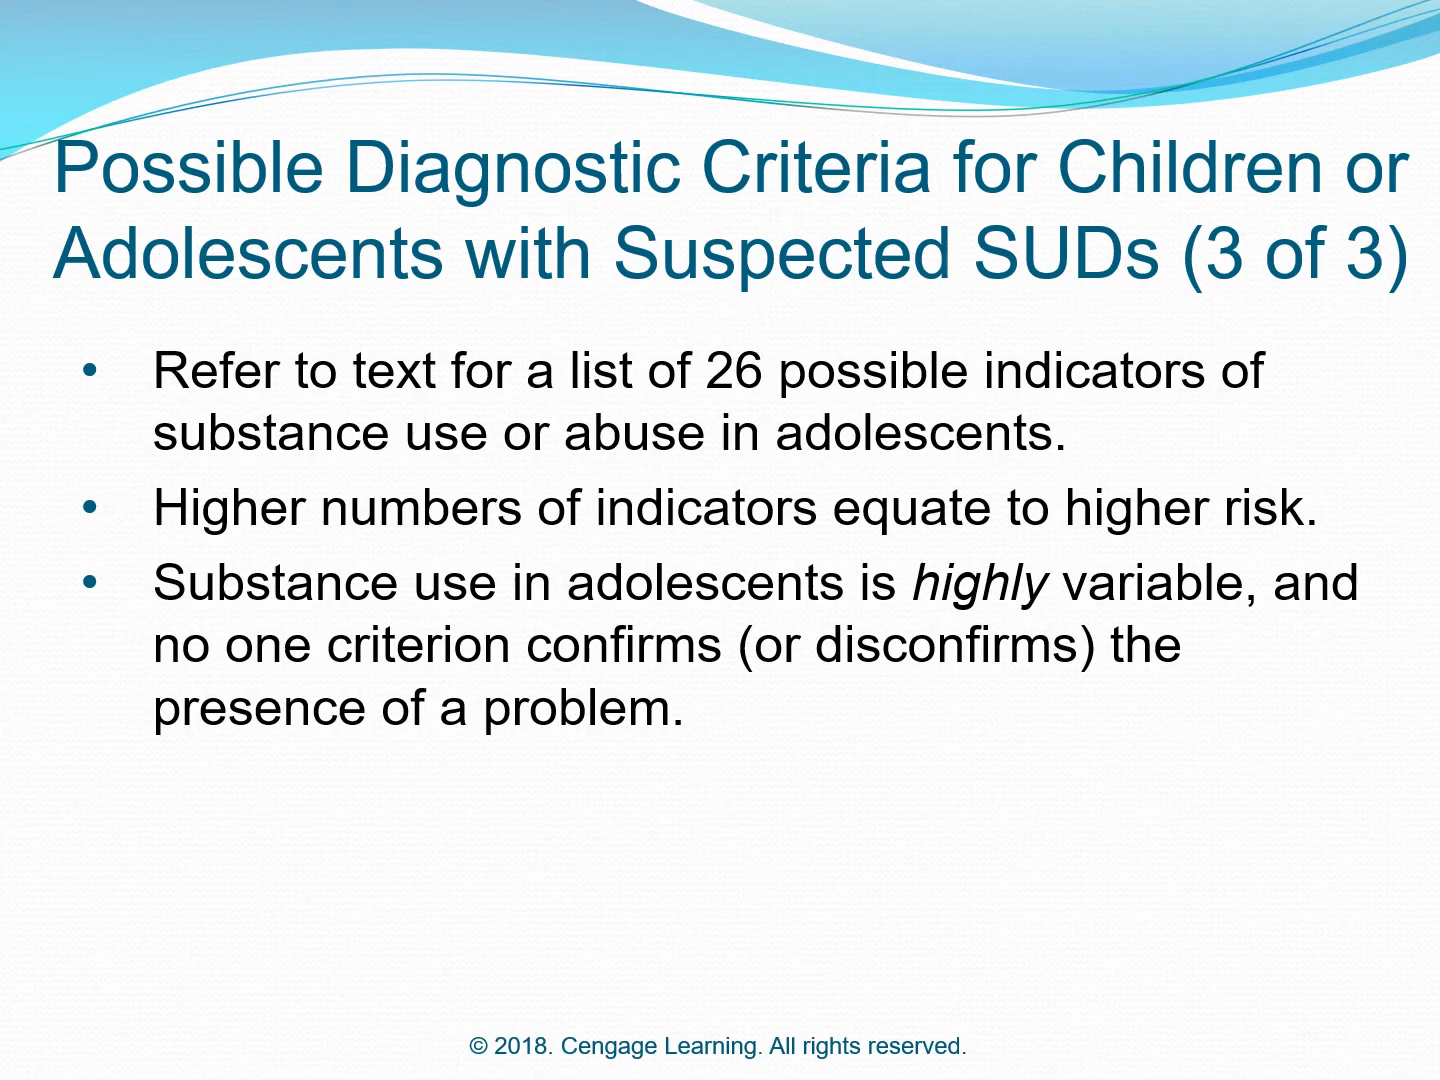 Possible Diagnostic Criteria for Children or
Adolescents with Suspected SUDs (3 of 3)
• Refer to text for a list of 26 possible indicators of
substance use or abuse in adolescents.
• Higher numbers of indicators equate to higher risk.
• Substance use in adolescents is highly variable, and
no one criterion confirms (or disconfirms) the
presence of a problem.
© 2018. Cengage Learning. All rights reserved.